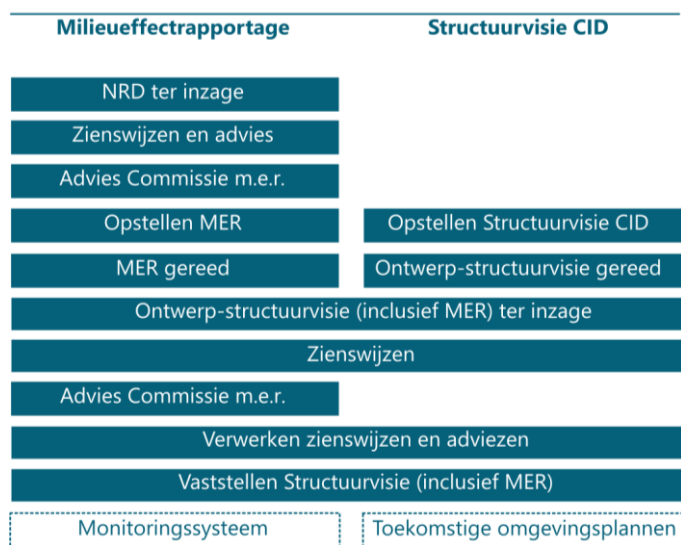 Milieueffectrapportage Structuurvisie CID
NRD ter inzage
Zienswijzen en advies
Advies Commissie m.e.r.
Opstellen MER Opstellen Structuurvisie CID
MER gereed Ontwerp-structuurvisie gereed
Ontwerp-structuurvisie (inclusief MER) ter inzage
Zienswijzen
Advies Commissie m.e.r.
Verwerken zienswijzen en adviezen
Vaststellen Structuurvisie (inclusief MER)
Monitoringssysteem Toekomstige omgevingsplannen